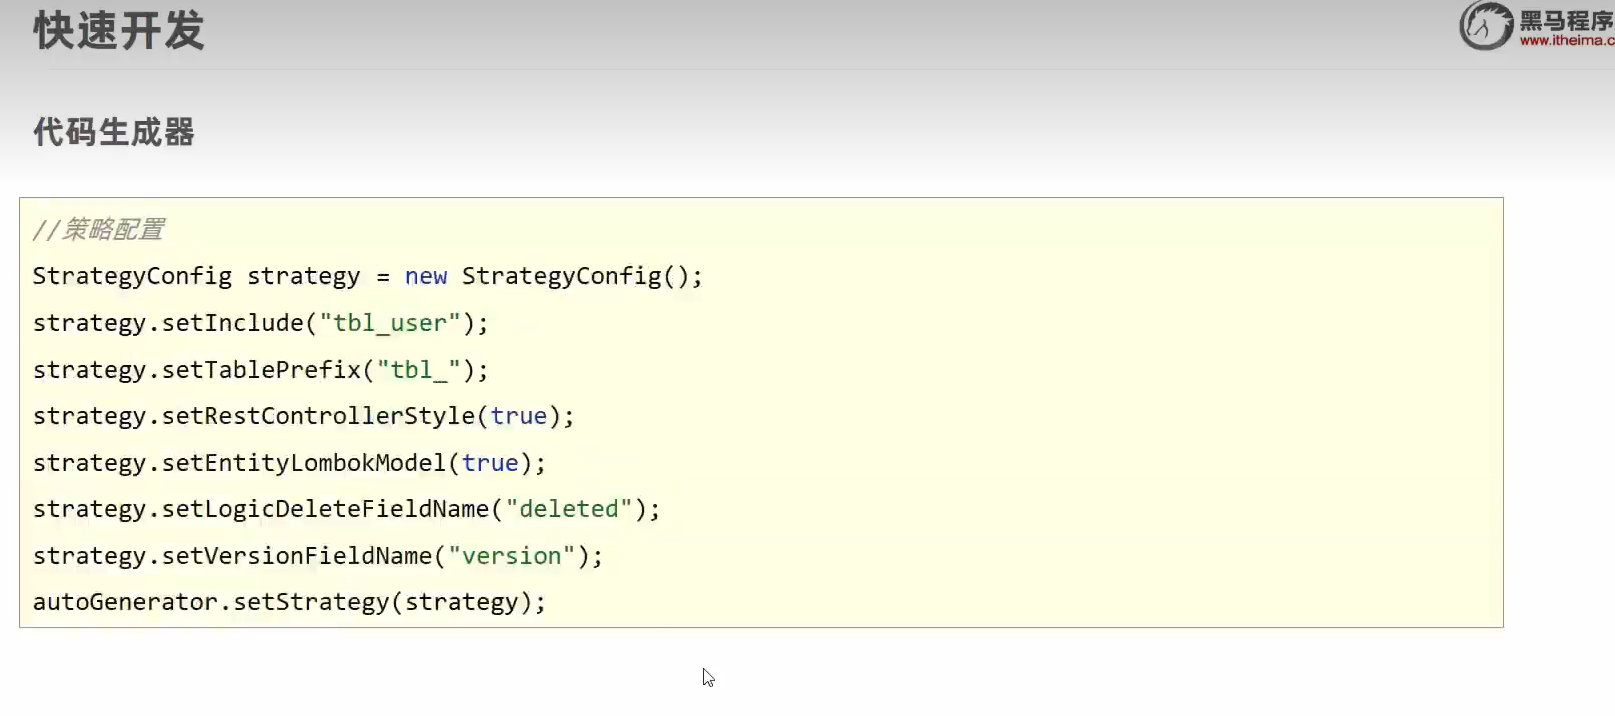 快速开发
黑马程序
www.itheima.c
代码生成器
//策略配置
StrategyConfig strategy = new StrategyConfig();
strategy.setInclude("tbl_user");
strategy.setTablePrefix("tbl_");
strategy.setRestControllerStyle(true);
strategy.setEntityLombokModel(true);
strategy.setLogicDeleteFieldName("deleted");
strategy.setVersionFieldName("version");
autoGenerator.setStrategy(strategy);